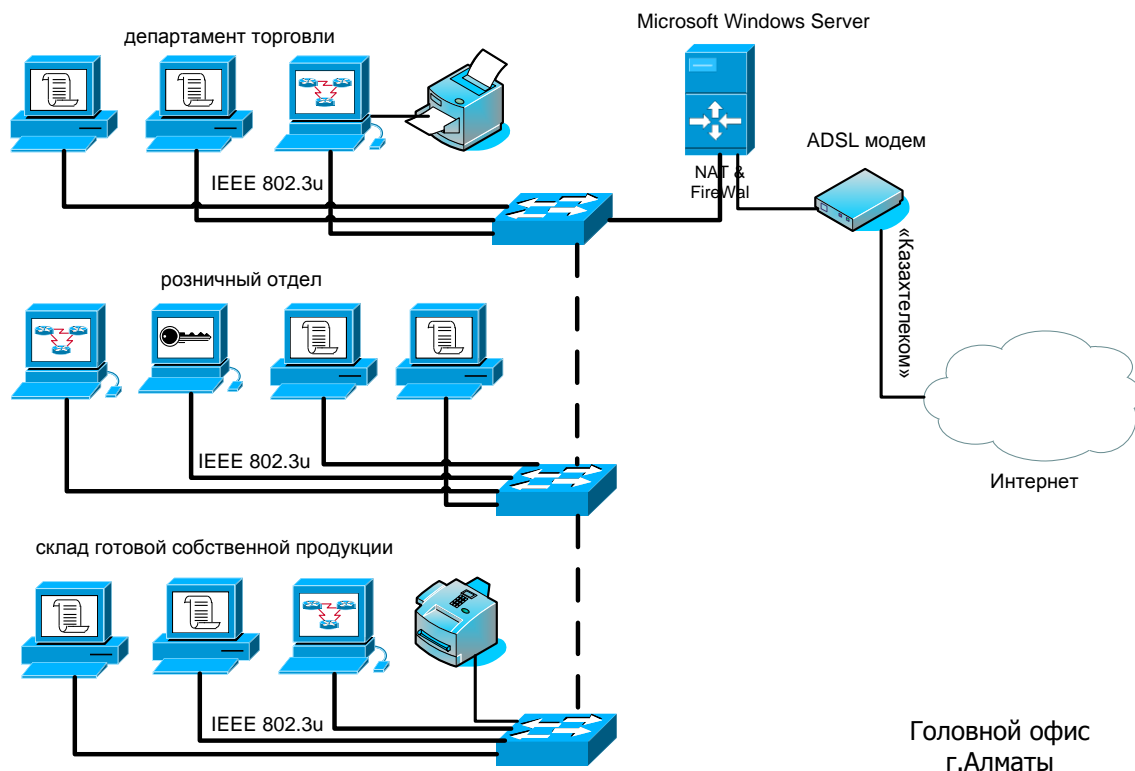 Microsoft Windows Server
департамент торговли
ADSL модем
NAT &
FireWal
IEEE 802.3u
«Казахтелеком»
розничный отдел
IEEE 802.3u
Интернет
склад готовой собственной продукции
IEEE 802.3u
Головной офис
г.Алматы